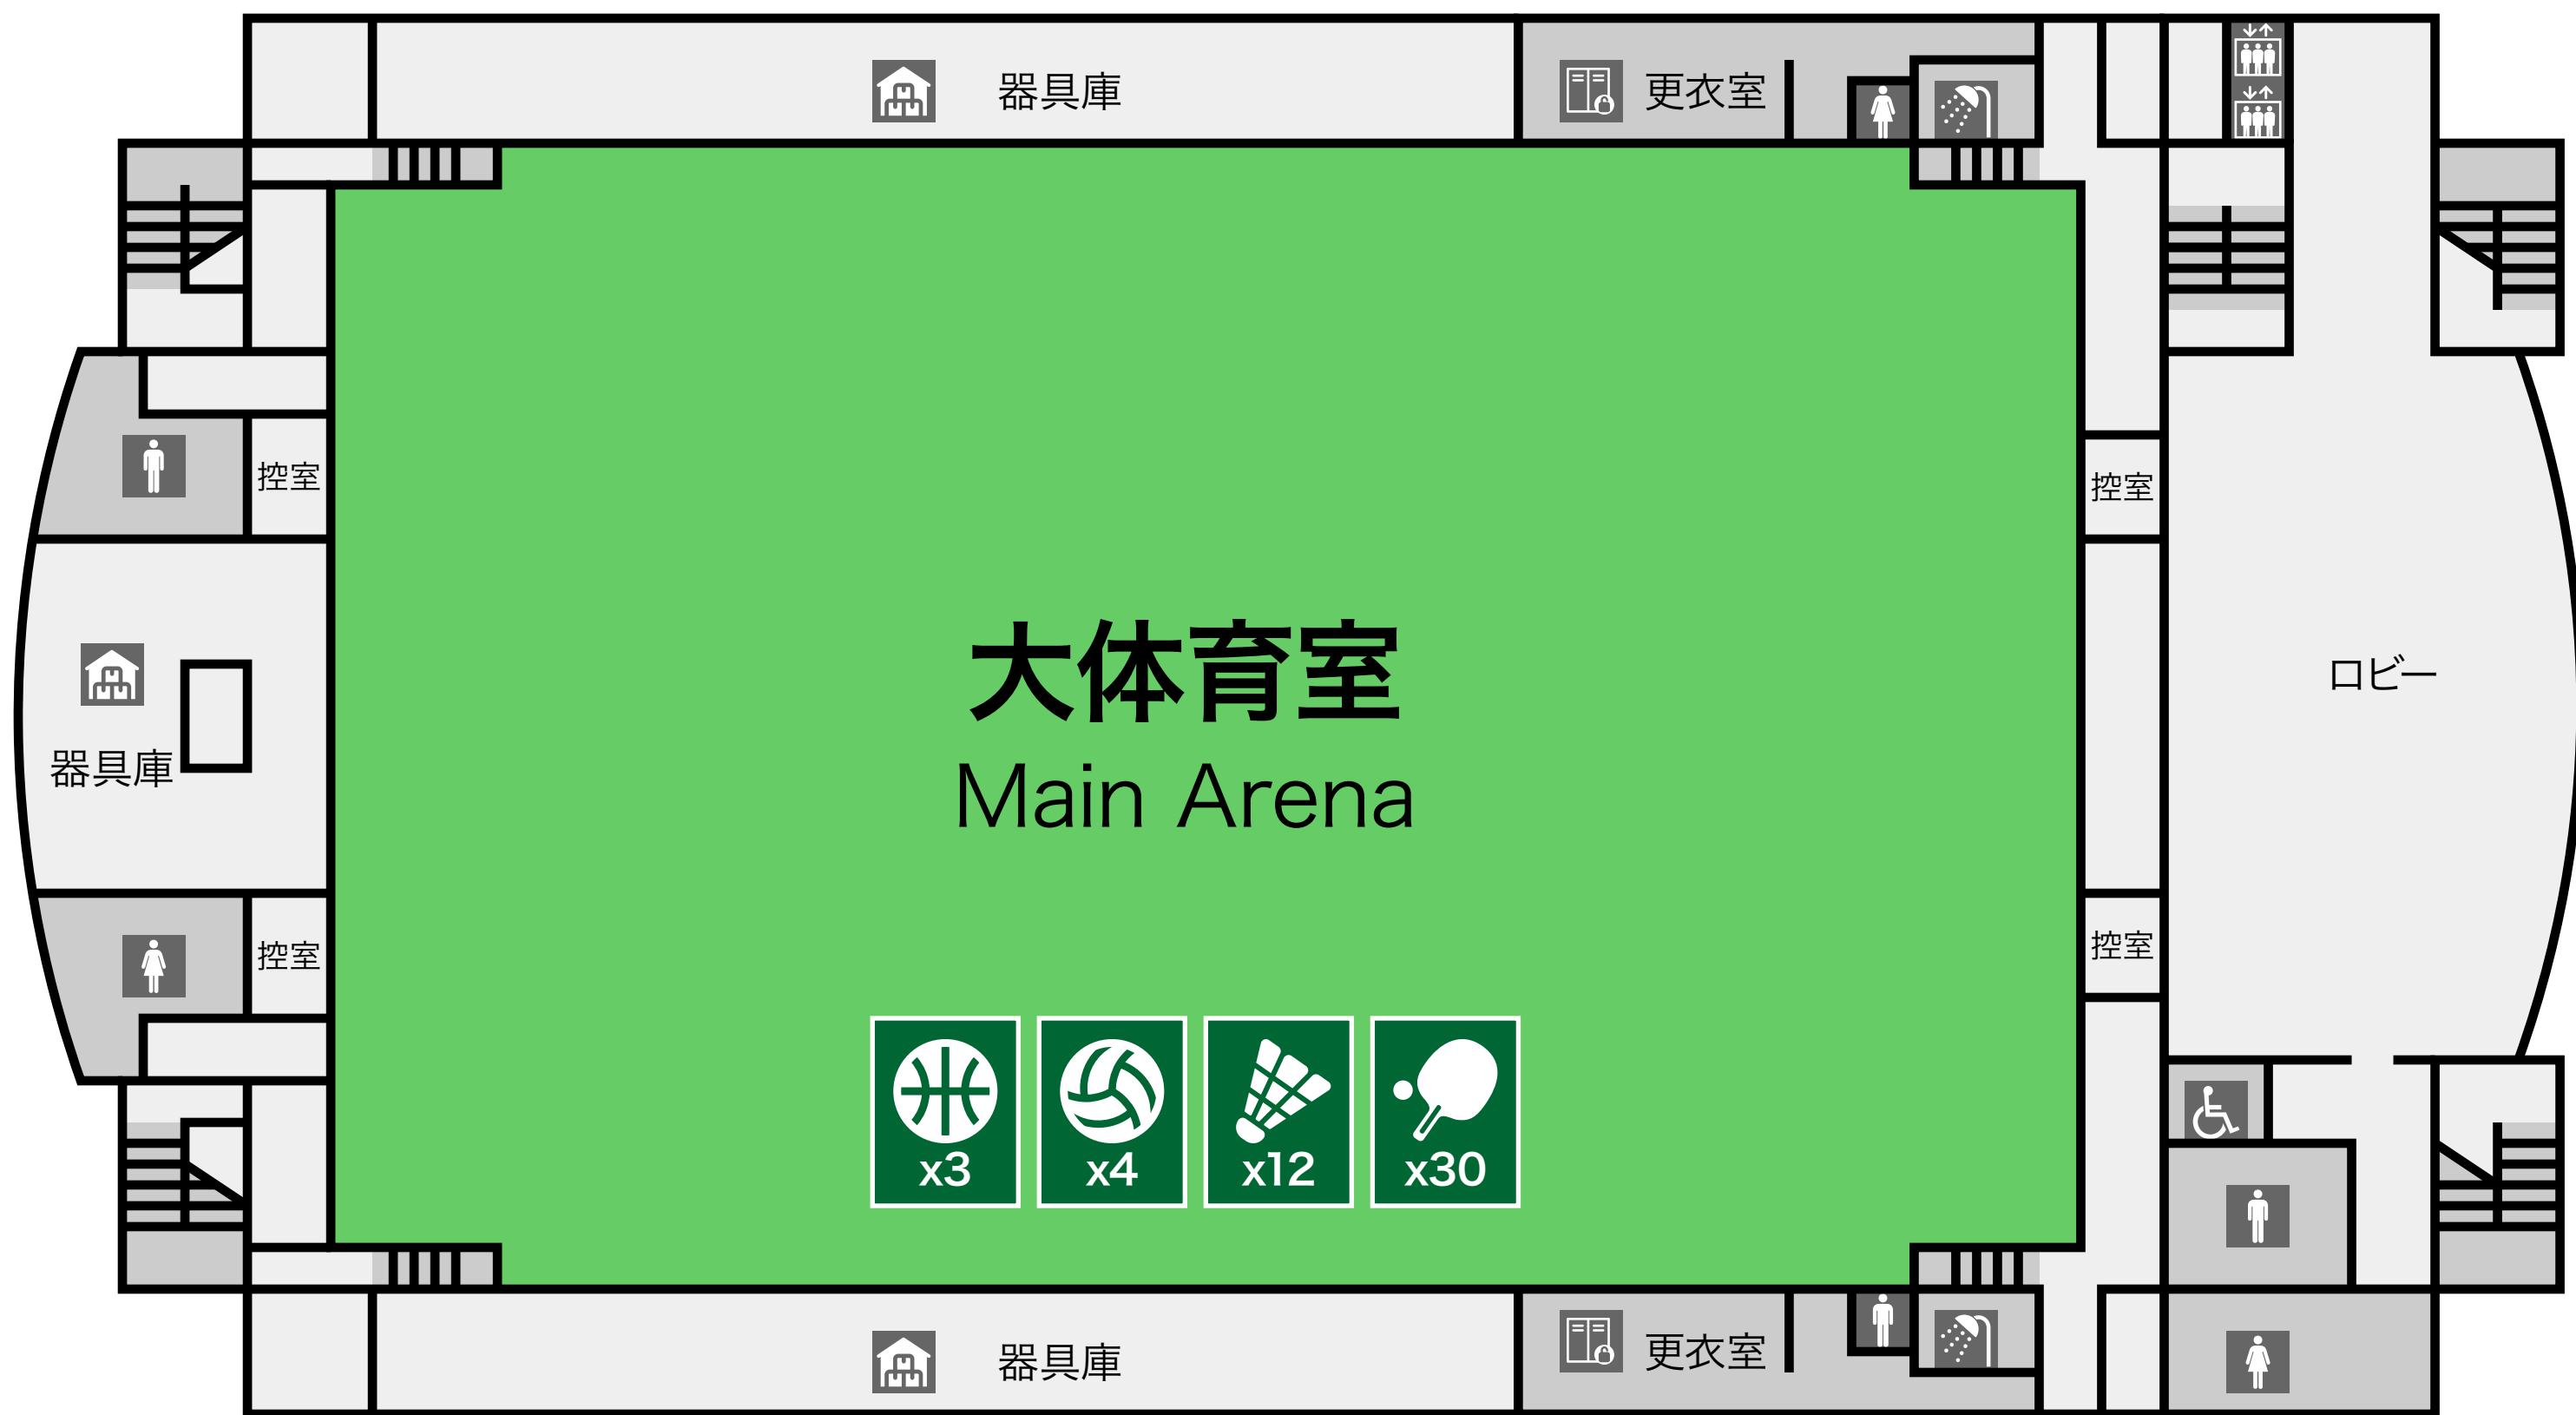 器具庫
更衣室
控室
控室
大体育室
Main Arena
ロビー
器具庫
控室
控室
x3
x4
x12
x30
器具庫
更衣室